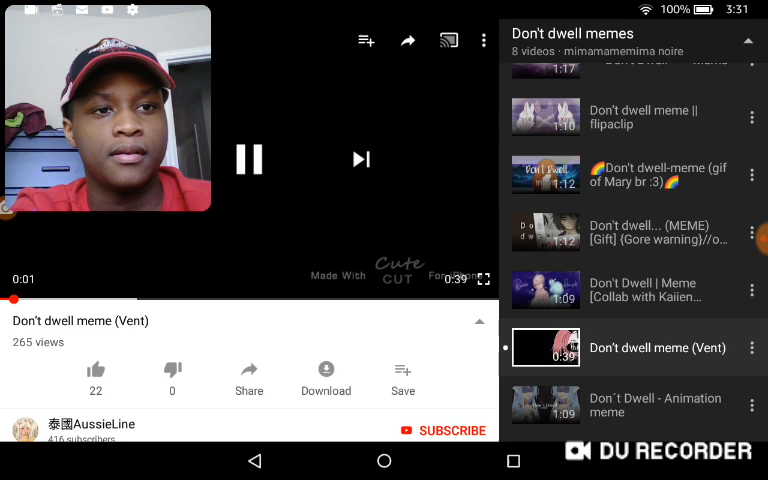 100%
3:31
Don't dwell memes
8 videos · mimamamemima noire
1:17
Don't dwell meme ||
flipaclip
1:10
🌈Don't dwell-meme (gif
of Mary br :3)🌈
Don't Dwell
1:12
Don't dwell... (MEME)
[Gift] {Gore warning}//o...
1:12
Don't Dwell | Meme
[Collab with Kaiien...
1:09
Don't dwell meme (Vent)
0:39
Don´t Dwell - Animation
meme
1:09
Made With Cute CUT For iPhone
0:01
0:39
Don't dwell meme (Vent)
265 views
22
0
Share
Download
Save
泰國AussieLine
416 subscribers
SUBSCRIBE
DU RECORDER